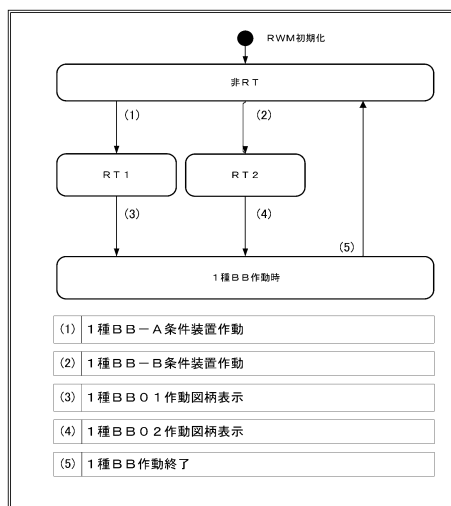 RWM初期化
非RT
(1)
(2)
RT1
RT2
(3)
(4)
(5)
1種BB作動時
(1) 1種BB-A条件装置作動
(2) 1種BB-B条件装置作動
(3) 1種BB01作動図柄表示
(4) 1種BB02作動図柄表示
(5) 1種BB作動終了